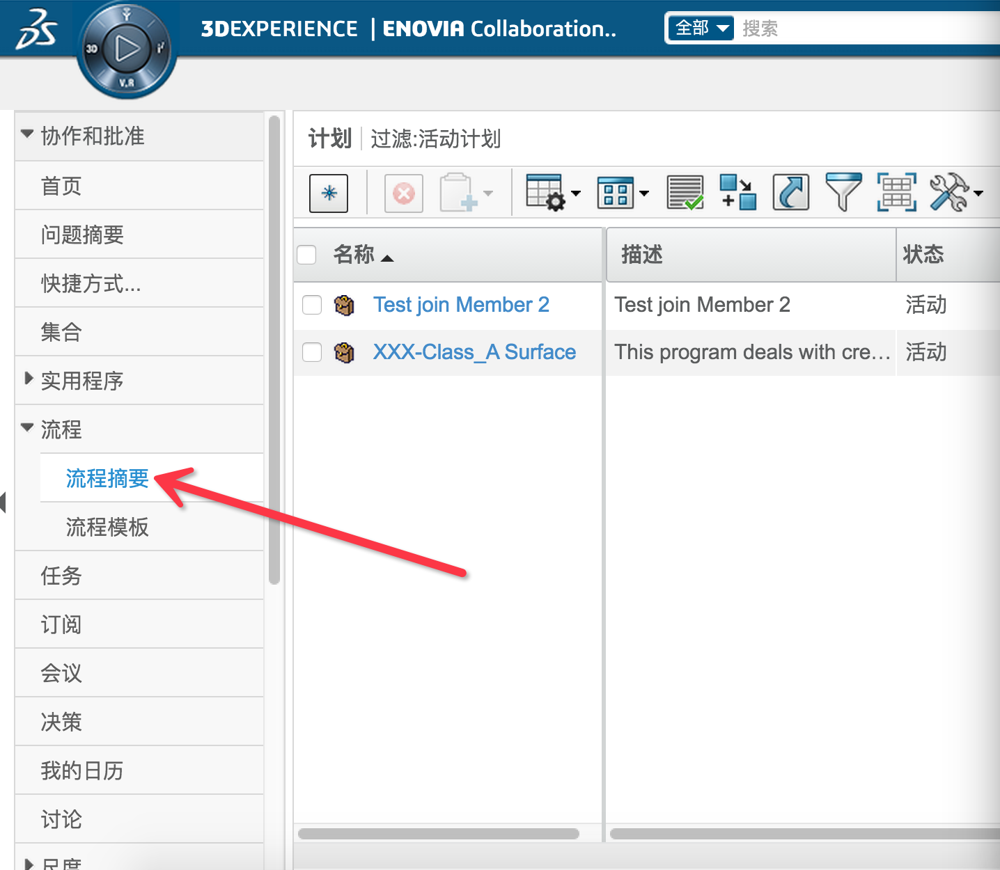 3DEXPERIENCE | ENOVIA Collaboration..
全部 搜索
3D
V.R
协作和批准
首页
问题摘要
快捷方式...
集合
实用程序
流程
流程摘要
流程模板
任务
订阅
会议
决策
我的日历
讨论
尺度
计划 过滤:活动计划
名称 描述 状态
Test join Member 2 Test join Member 2 活动
XXX-Class_A Surface This program deals with cre… 活动